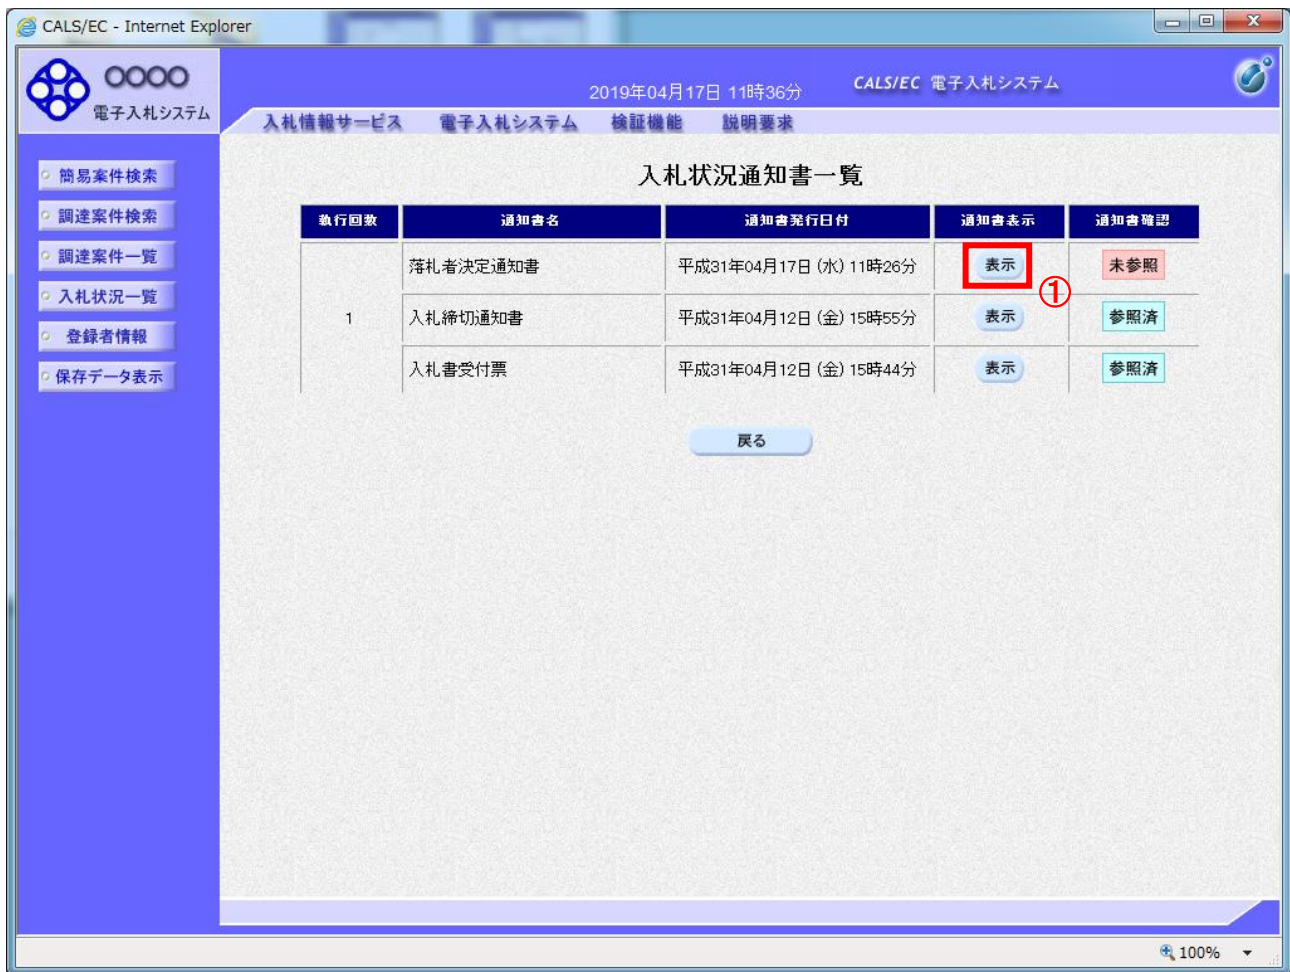 CALS/EC - Internet Explorer
○○○○
電子入札システム
2019年04月17日 11時36分
CALS/EC 電子入札システム
入札情報サービス 電子入札システム 検証機能 説明要求
簡易案件検索
調達案件検索
調達案件一覧
入札状況一覧
登録者情報
保存データ表示
入札状況通知書一覧
執行回数 通知書名 通知書発行日付 通知書表示 通知書確認
落札者決定通知書 平成31年04月17日 (水) 11時26分 表示 未参照
①
1 入札締切通知書 平成31年04月12日 (金) 15時55分 表示 参照済
入札書受付票 平成31年04月12日 (金) 15時44分 表示 参照済
戻る
100%